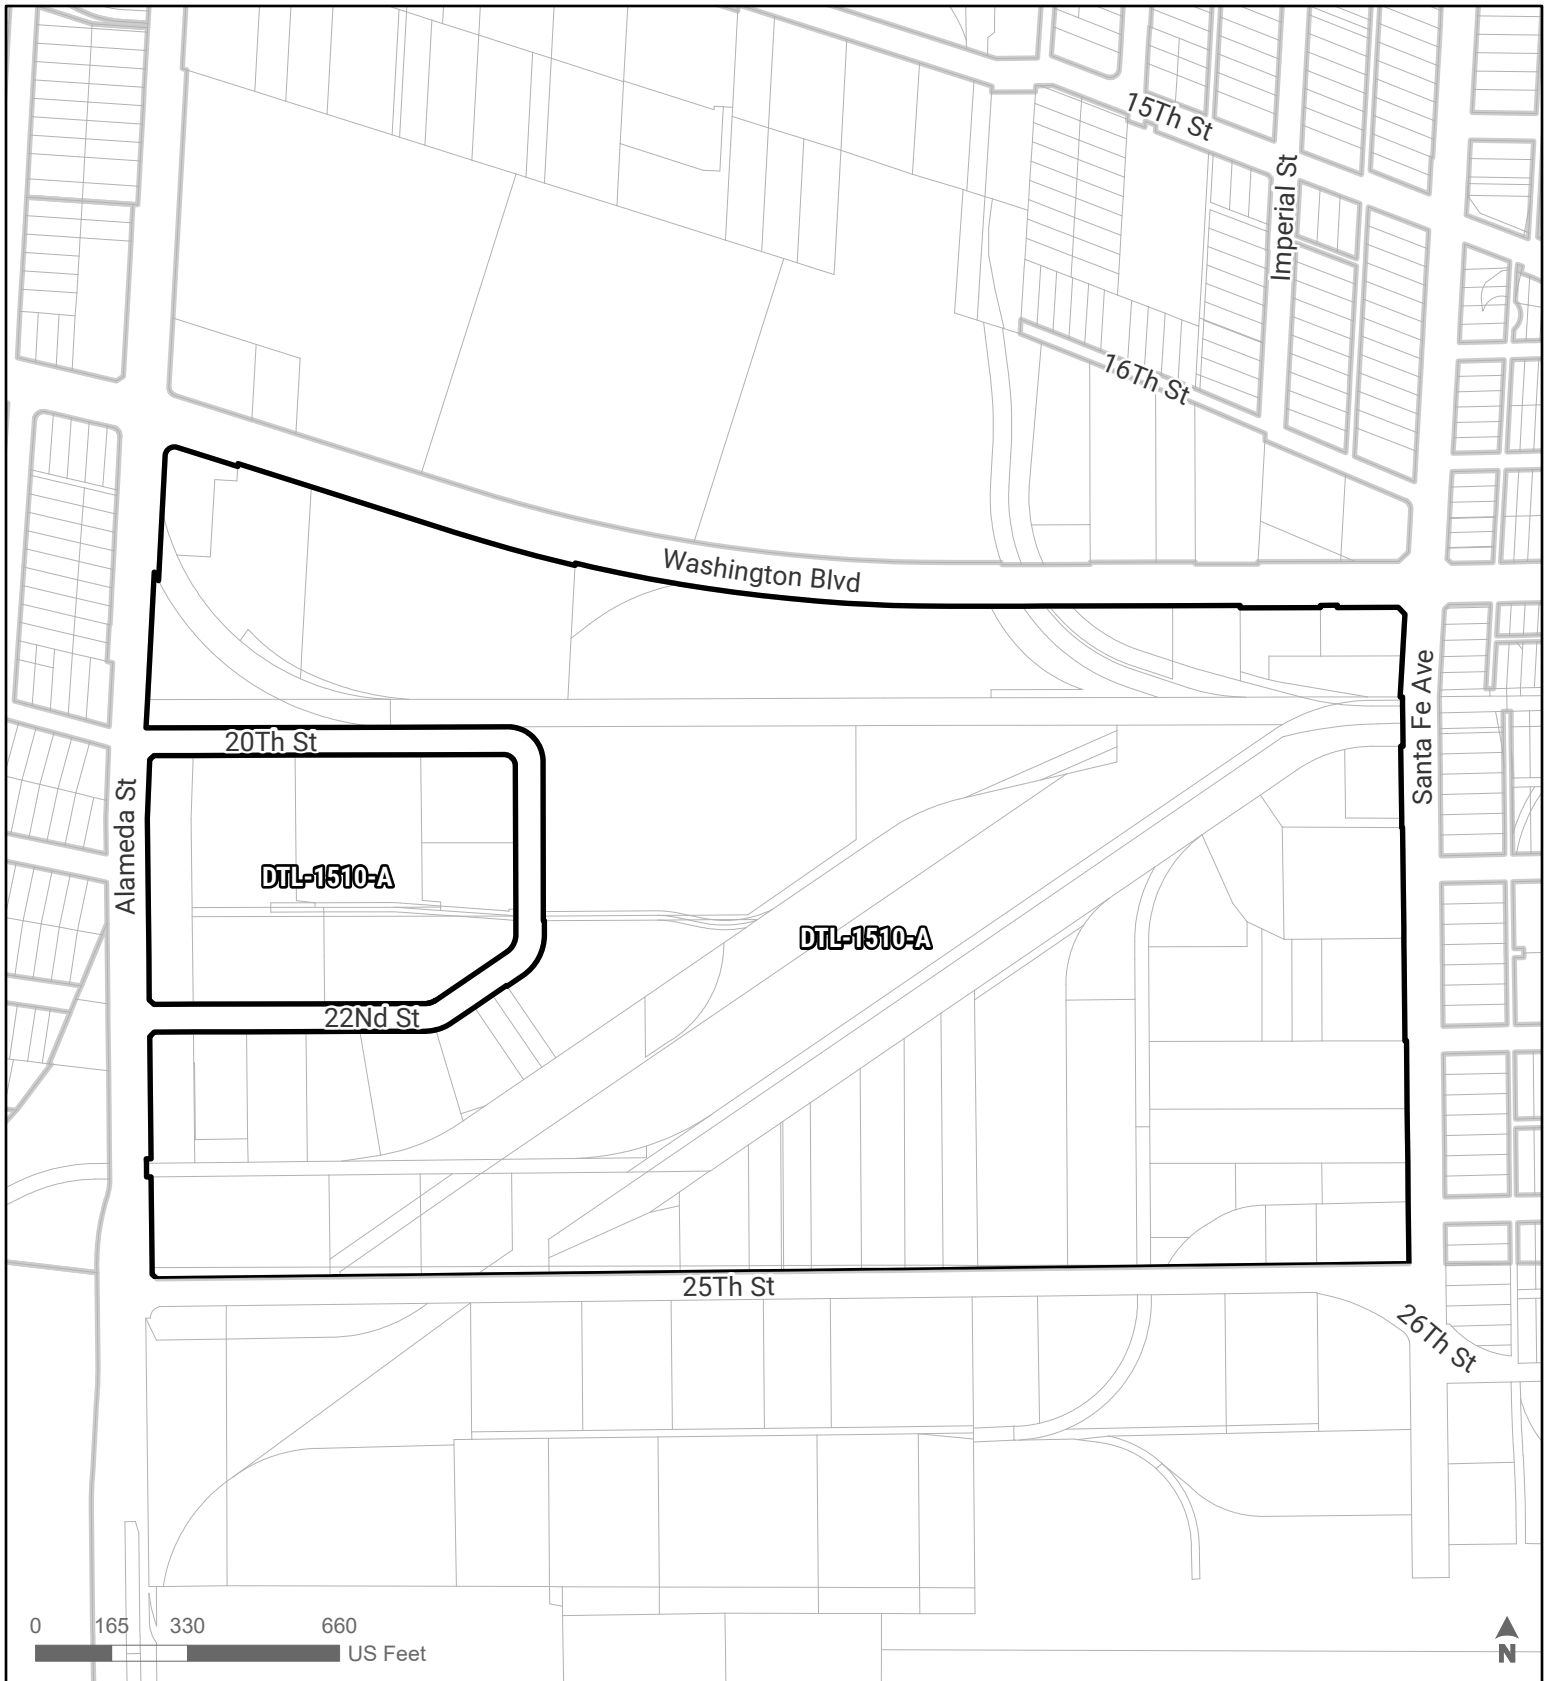 15Th St
Imperial St
16Th St
Washington Blvd
Santa Fe Ave
20Th St
Alameda St
DTL-1510-A
DTL-1510-A
22Nd St
25Th St
26Th St
0 165 330 660
US Feet
N